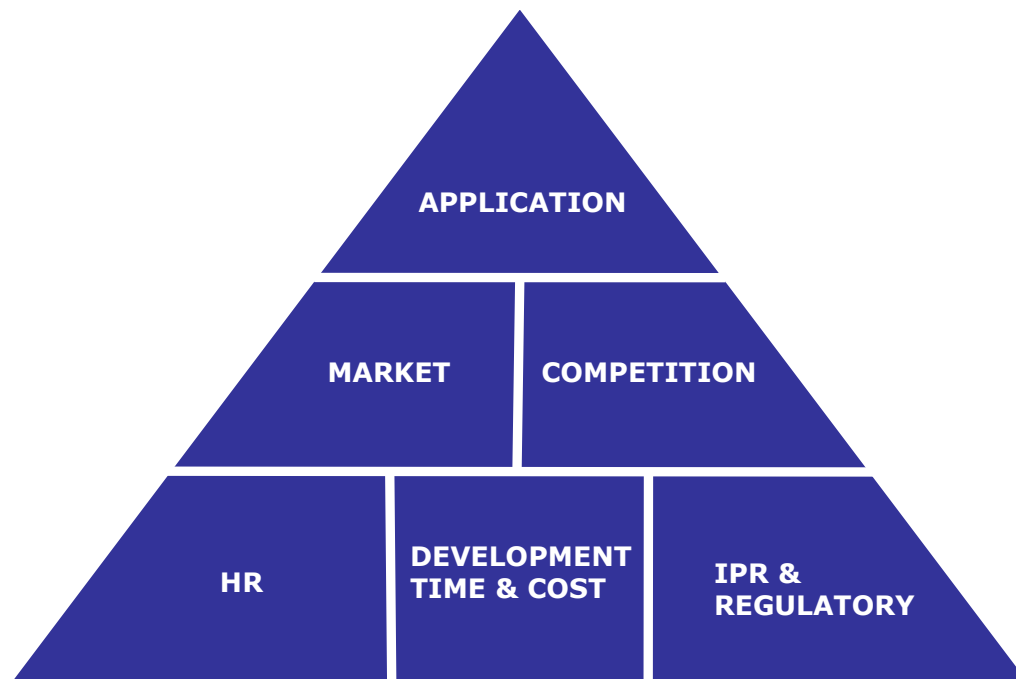 APPLICATION
MARKET
COMPETITION
HR
DEVELOPMENT
TIME & COST
IPR &
REGULATORY